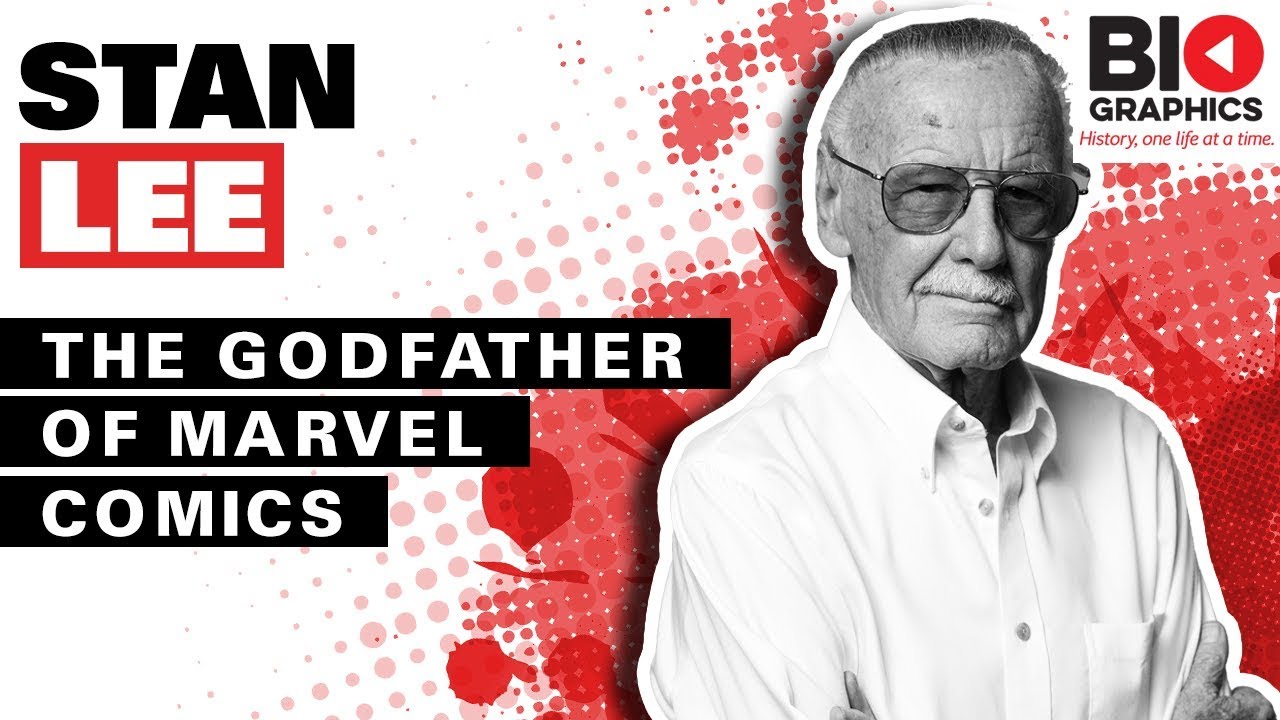 STAN
LEE
THE GODFATHER
OF MARVEL
COMICS
BIO
GRAPHICS
History, one life at a time.